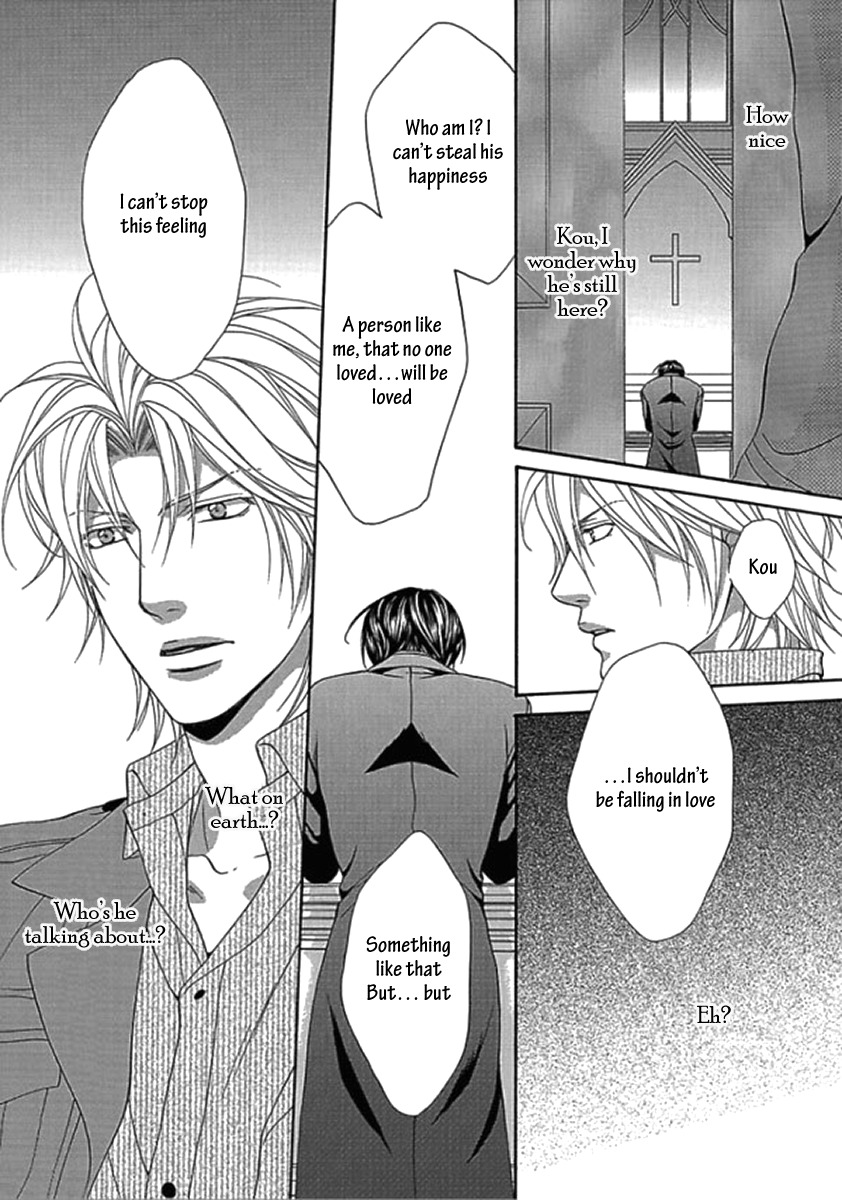 How
nice
Kou, I
wonder why
he's still
here?
Kou
...I shouldn't
be falling in love
Eh?
Who am I? I
can't steal his
happiness
A person like
me, that no one
loved...will be
loved
Something
like that
But... but
I can't stop
this feeling
What on
earth...?
Who's he
talking about...?